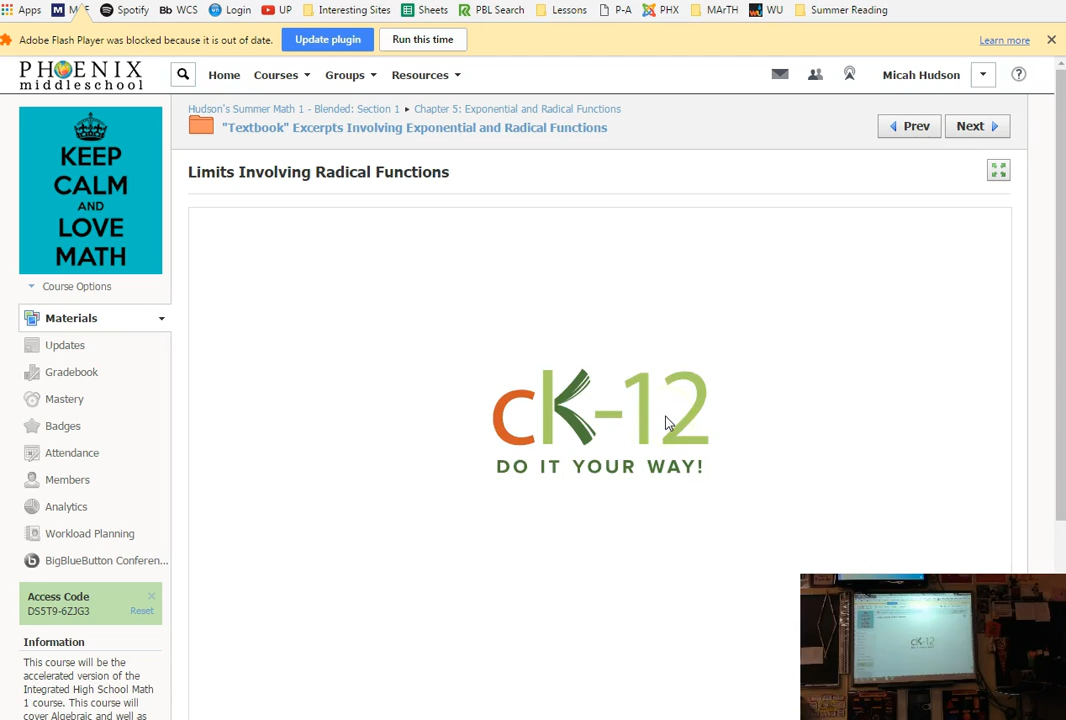 Apps
Spotify
Bb WCS
Login
UP
Interesting Sites
Sheets
PBL Search
Lessons
P-A
PHX
MArTH
WU
Summer Reading
Adobe Flash Player was blocked because it is out of date.
Update plugin
Run this time
Learn more
PHOENIX
middleschool
Home
Courses
Groups
Resources
Micah Hudson
KEEP
CALM
AND
LOVE
MATH
Course Options
Materials
Updates
Gradebook
Mastery
Badges
Attendance
Members
Analytics
Workload Planning
BigBlueButton Conferen...
Access Code
DS5T9-6ZJG3 Reset
Information
This course will be the
accelerated version of the
Integrated High School Math
1 course. This course will
cover Algebraic and well as
Hudson's Summer Math 1 - Blended: Section 1 ▸ Chapter 5: Exponential and Radical Functions
"Textbook" Excerpts Involving Exponential and Radical Functions
Prev
Next
Limits Involving Radical Functions
cK-12
DO IT YOUR WAY!
cK-12